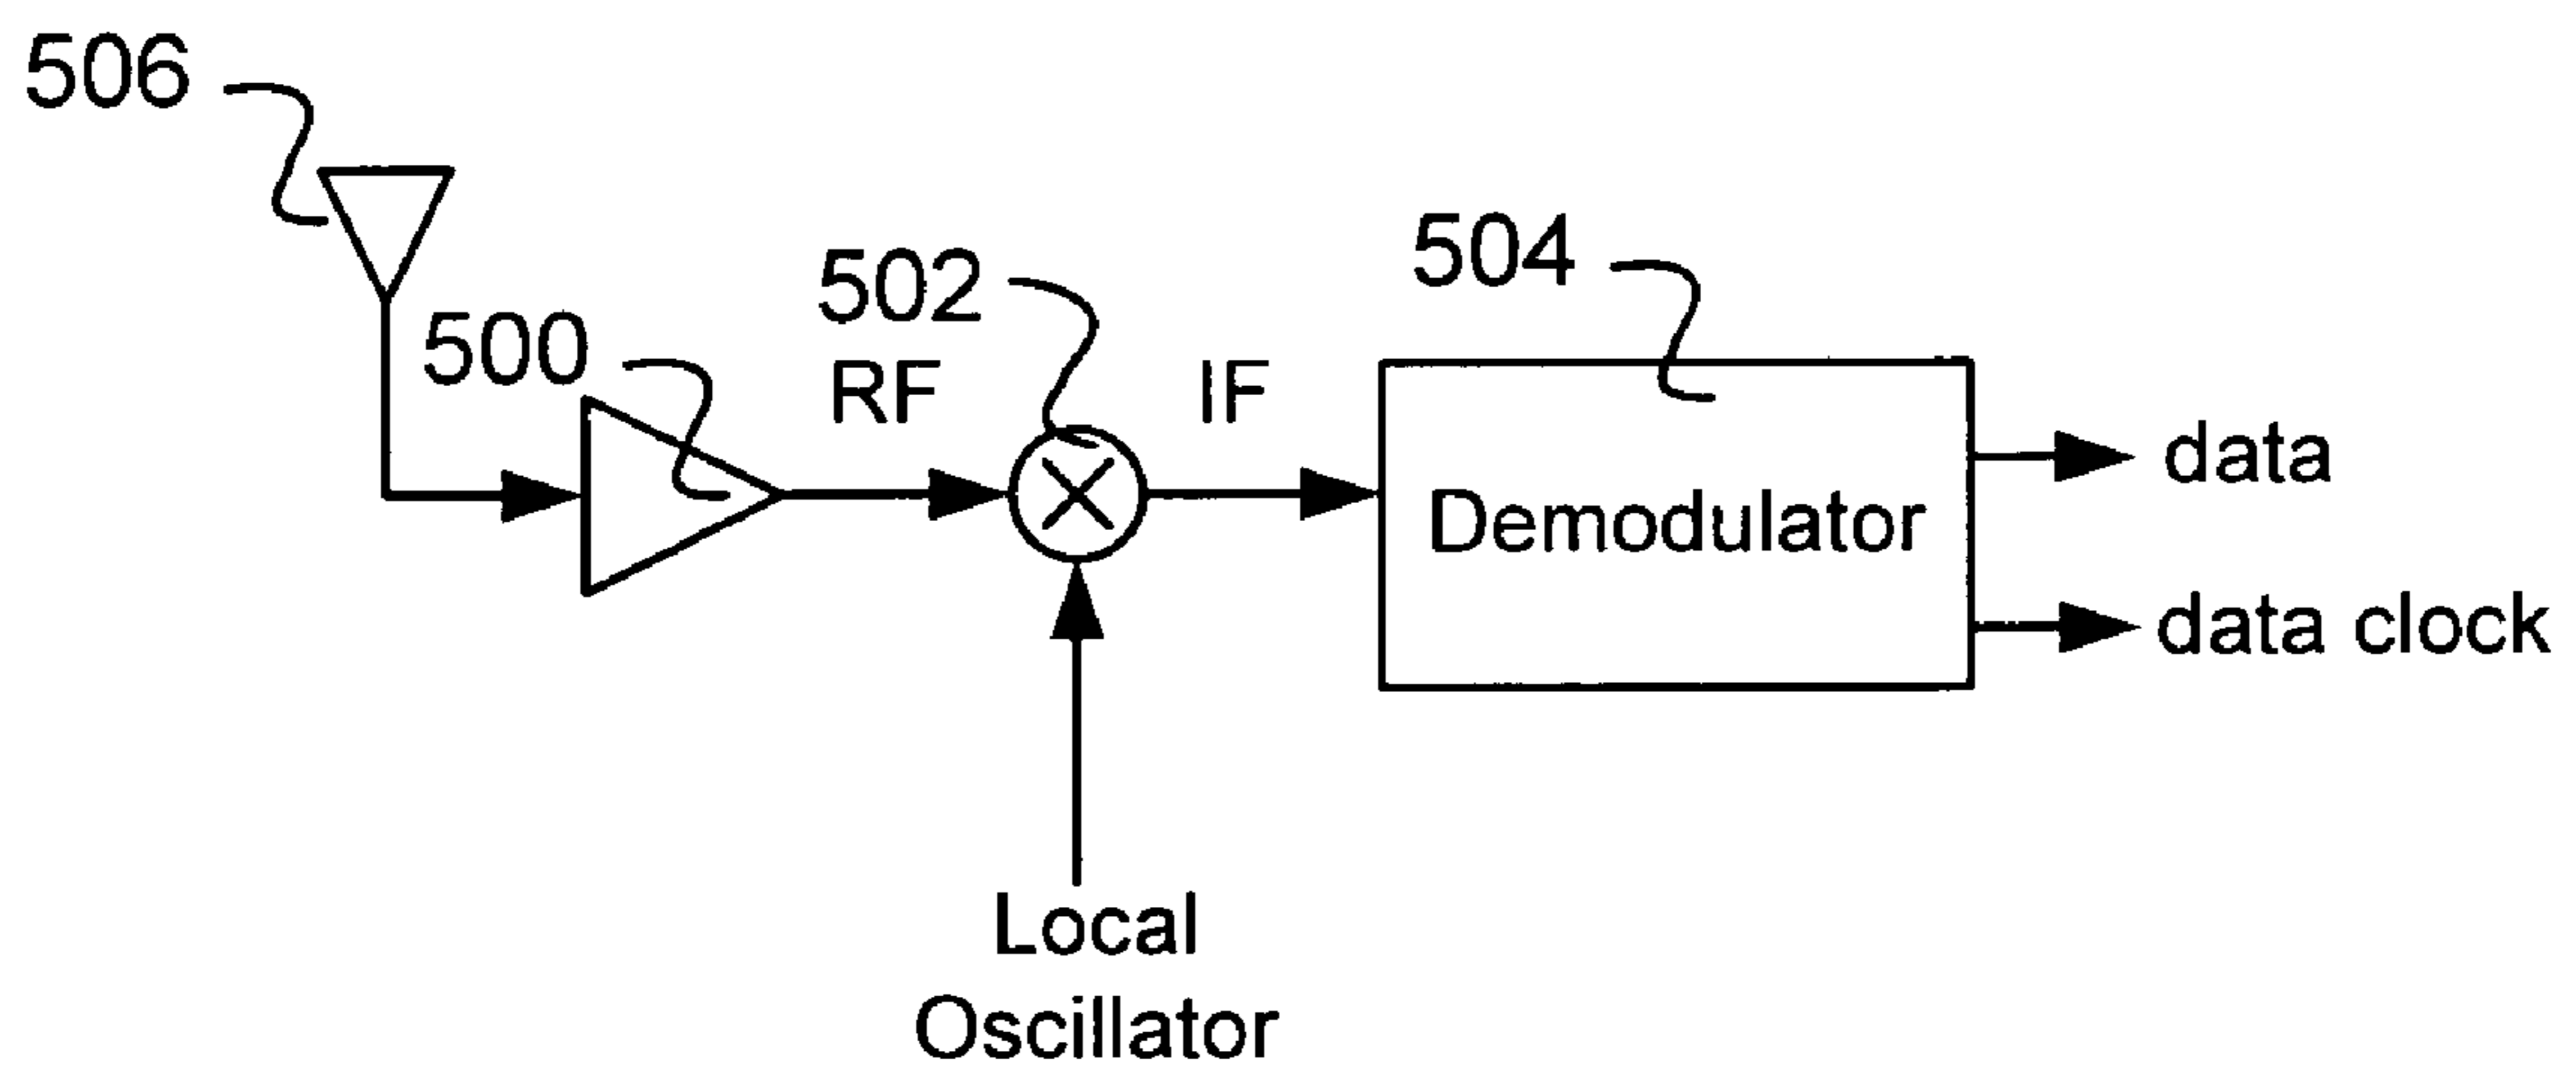 506
500
502
RF
IF
504
Demodulator
data
data clock
Local
Oscillator